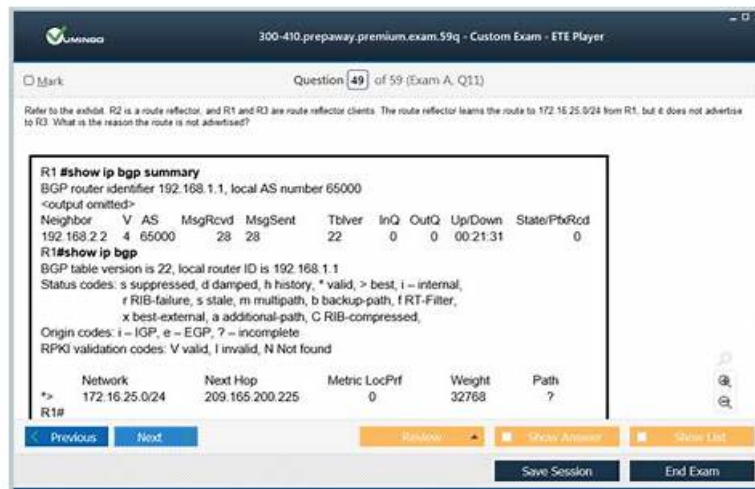 VUMINGO
300-410.prepaway.premium.exam.59q - Custom Exam - ETE Player
Mark
Question 49 of 59 (Exam A, Q11)
Refer to the exhibit. R2 is a route reflector, and R1 and R3 are route reflector clients. The route reflector learns the route to 172.16.25.0/24 from R1, but it does not advertise
to R3. What is the reason the route is not advertised?
R1 #show ip bgp summary
BGP router identifier 192.168.1.1, local AS number 65000
<output omitted>
Neighbor V AS MsgRcvd MsgSent Tblver InQ OutQ Up/Down State/PfxRcd
192.168.2.2 4 65000 28 28 22 0 0 00:21:31 0
R1#show ip bgp
BGP table version is 22, local router ID is 192.168.1.1
Status codes: s suppressed, d damped, h history, * valid, > best, i – internal,
r RIB-failure, s stale, m multipath, b backup-path, f RT-Filter,
x best-external, a additional-path, C RIB-compressed,
Origin codes: i – IGP, e – EGP, ? – incomplete
RPKI validation codes: V valid, I invalid, N Not found
Network Next Hop Metric LocPrf Weight Path
*> 172.16.25.0/24 209.165.200.225 0 32768 ?
R1#
Previous Next Review Show Answer Show List
Save Session End Exam